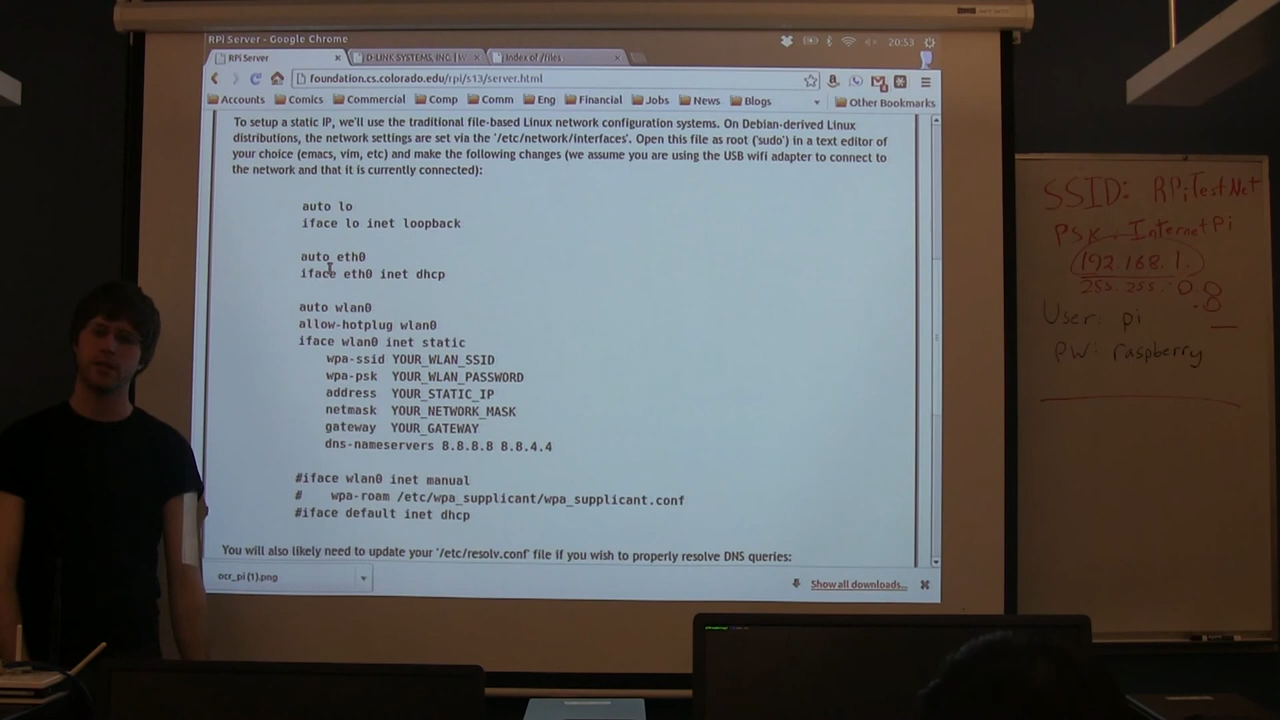 RPi Server - Google Chrome
20:53
RPi Server
D-LINK SYSTEMS, INC. | W
Index of /files
foundation.cs.colorado.edu/rpi/s13/server.html
Accounts Comics Commercial Comp Comm Eng Financial Jobs News Blogs Other Bookmarks
To setup a static IP, we'll use the traditional file-based Linux network configuration systems. On Debian-derived Linux
distributions, the network settings are set via the '/etc/network/interfaces'. Open this file as root ('sudo') in a text editor of
your choice (emacs, vim, etc) and make the following changes (we assume you are using the USB wifi adapter to connect to
the network and that it is currently connected):
auto lo
iface lo inet loopback
auto eth0
iface eth0 inet dhcp
auto wlan0
allow-hotplug wlan0
iface wlan0 inet static
wpa-ssid YOUR_WLAN_SSID
wpa-psk YOUR_WLAN_PASSWORD
address YOUR_STATIC_IP
netmask YOUR_NETWORK_MASK
gateway YOUR_GATEWAY
dns-nameservers 8.8.8.8 8.8.4.4
#iface wlan0 inet manual
# wpa-roam /etc/wpa_supplicant/wpa_supplicant.conf
#iface default inet dhcp
You will also likely need to update your '/etc/resolv.conf' file if you wish to properly resolve DNS queries:
ocr_pi (1).png
Show all downloads...
SSID: RPiTestNet
PSK: InternetPi
192.168.1.
255.255.0.0
.8
User: pi
PW: raspberry